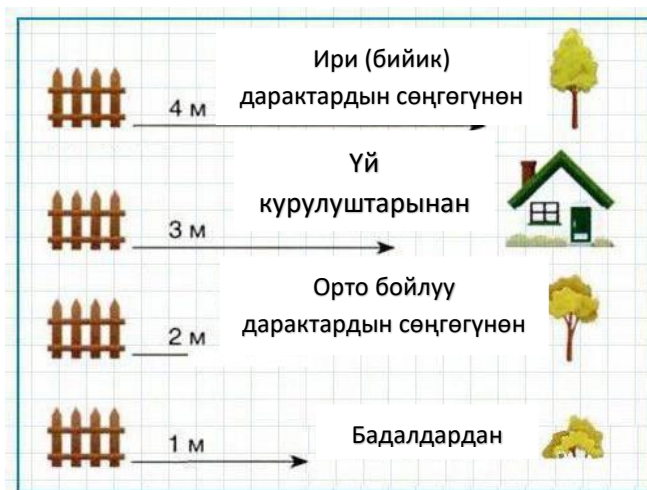 Ири (бийик)
4 м дарактардын сөңгөгүнөн
Үй
курулуштарынан
3 м
Орто бойлуу
2 м дарактардын сөңгөгүнөн
1 м Бадалдардан